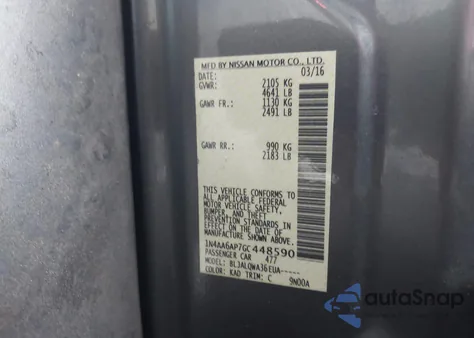 MFD BY NISSAN MOTOR CO., LTD.
DATE: 03/16
GVWR: 2105 KG
4641 LB
GAWR FR.: 1130 KG
2491 LB
GAWR RR.: 990 KG
2183 LB
THIS VEHICLE CONFORMS TO
ALL APPLICABLE FEDERAL
MOTOR VEHICLE SAFETY,
BUMPER, AND THEFT
PREVENTION STANDARDS IN
EFFECT ON THE DATE OF
MANUFACTURE SHOWN ABOVE.
1N4AA6AP7GC448590
PASSENGER CAR 477
MODEL: BLJALQWA36EUA-----
COLOR: KAD TRIM: C 9N00A
autoSnap